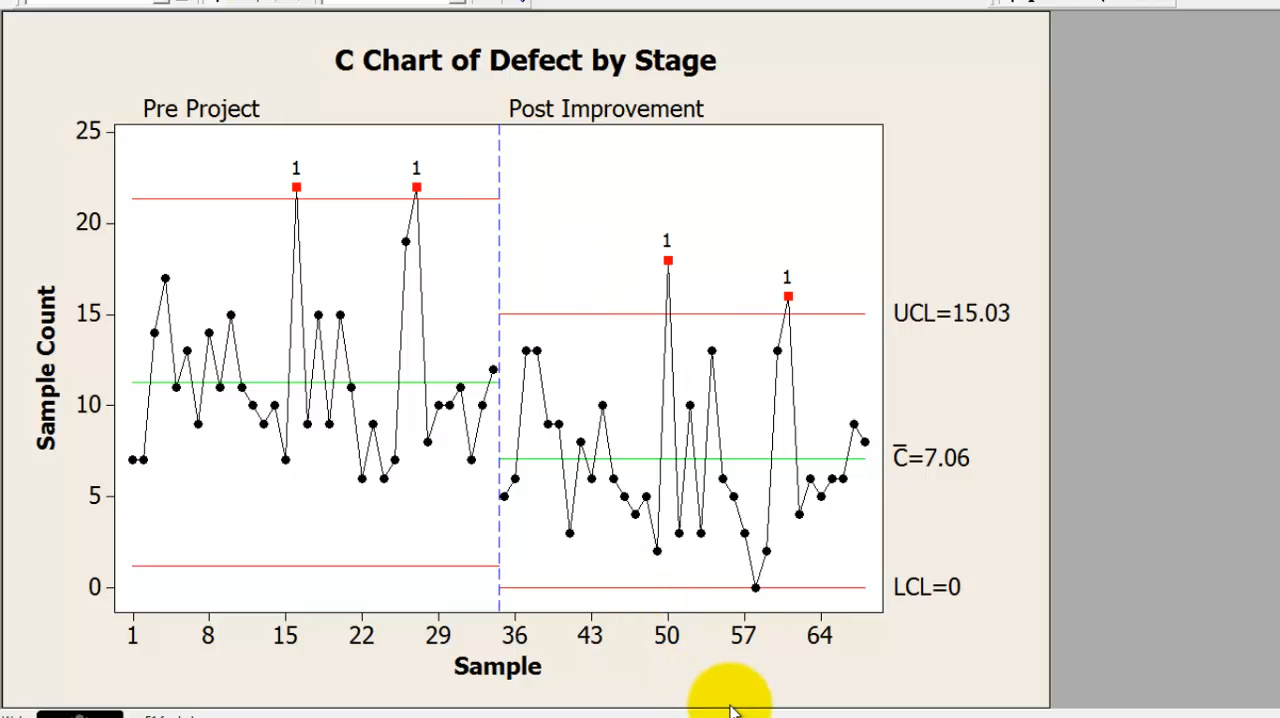 C Chart of Defect by Stage
Pre Project Post Improvement
25
20
15
10
5
0
Sample Count
1 1 1 1
UCL=15.03
C̅=7.06
LCL=0
1 8 15 22 29 36 43 50 57 64
Sample